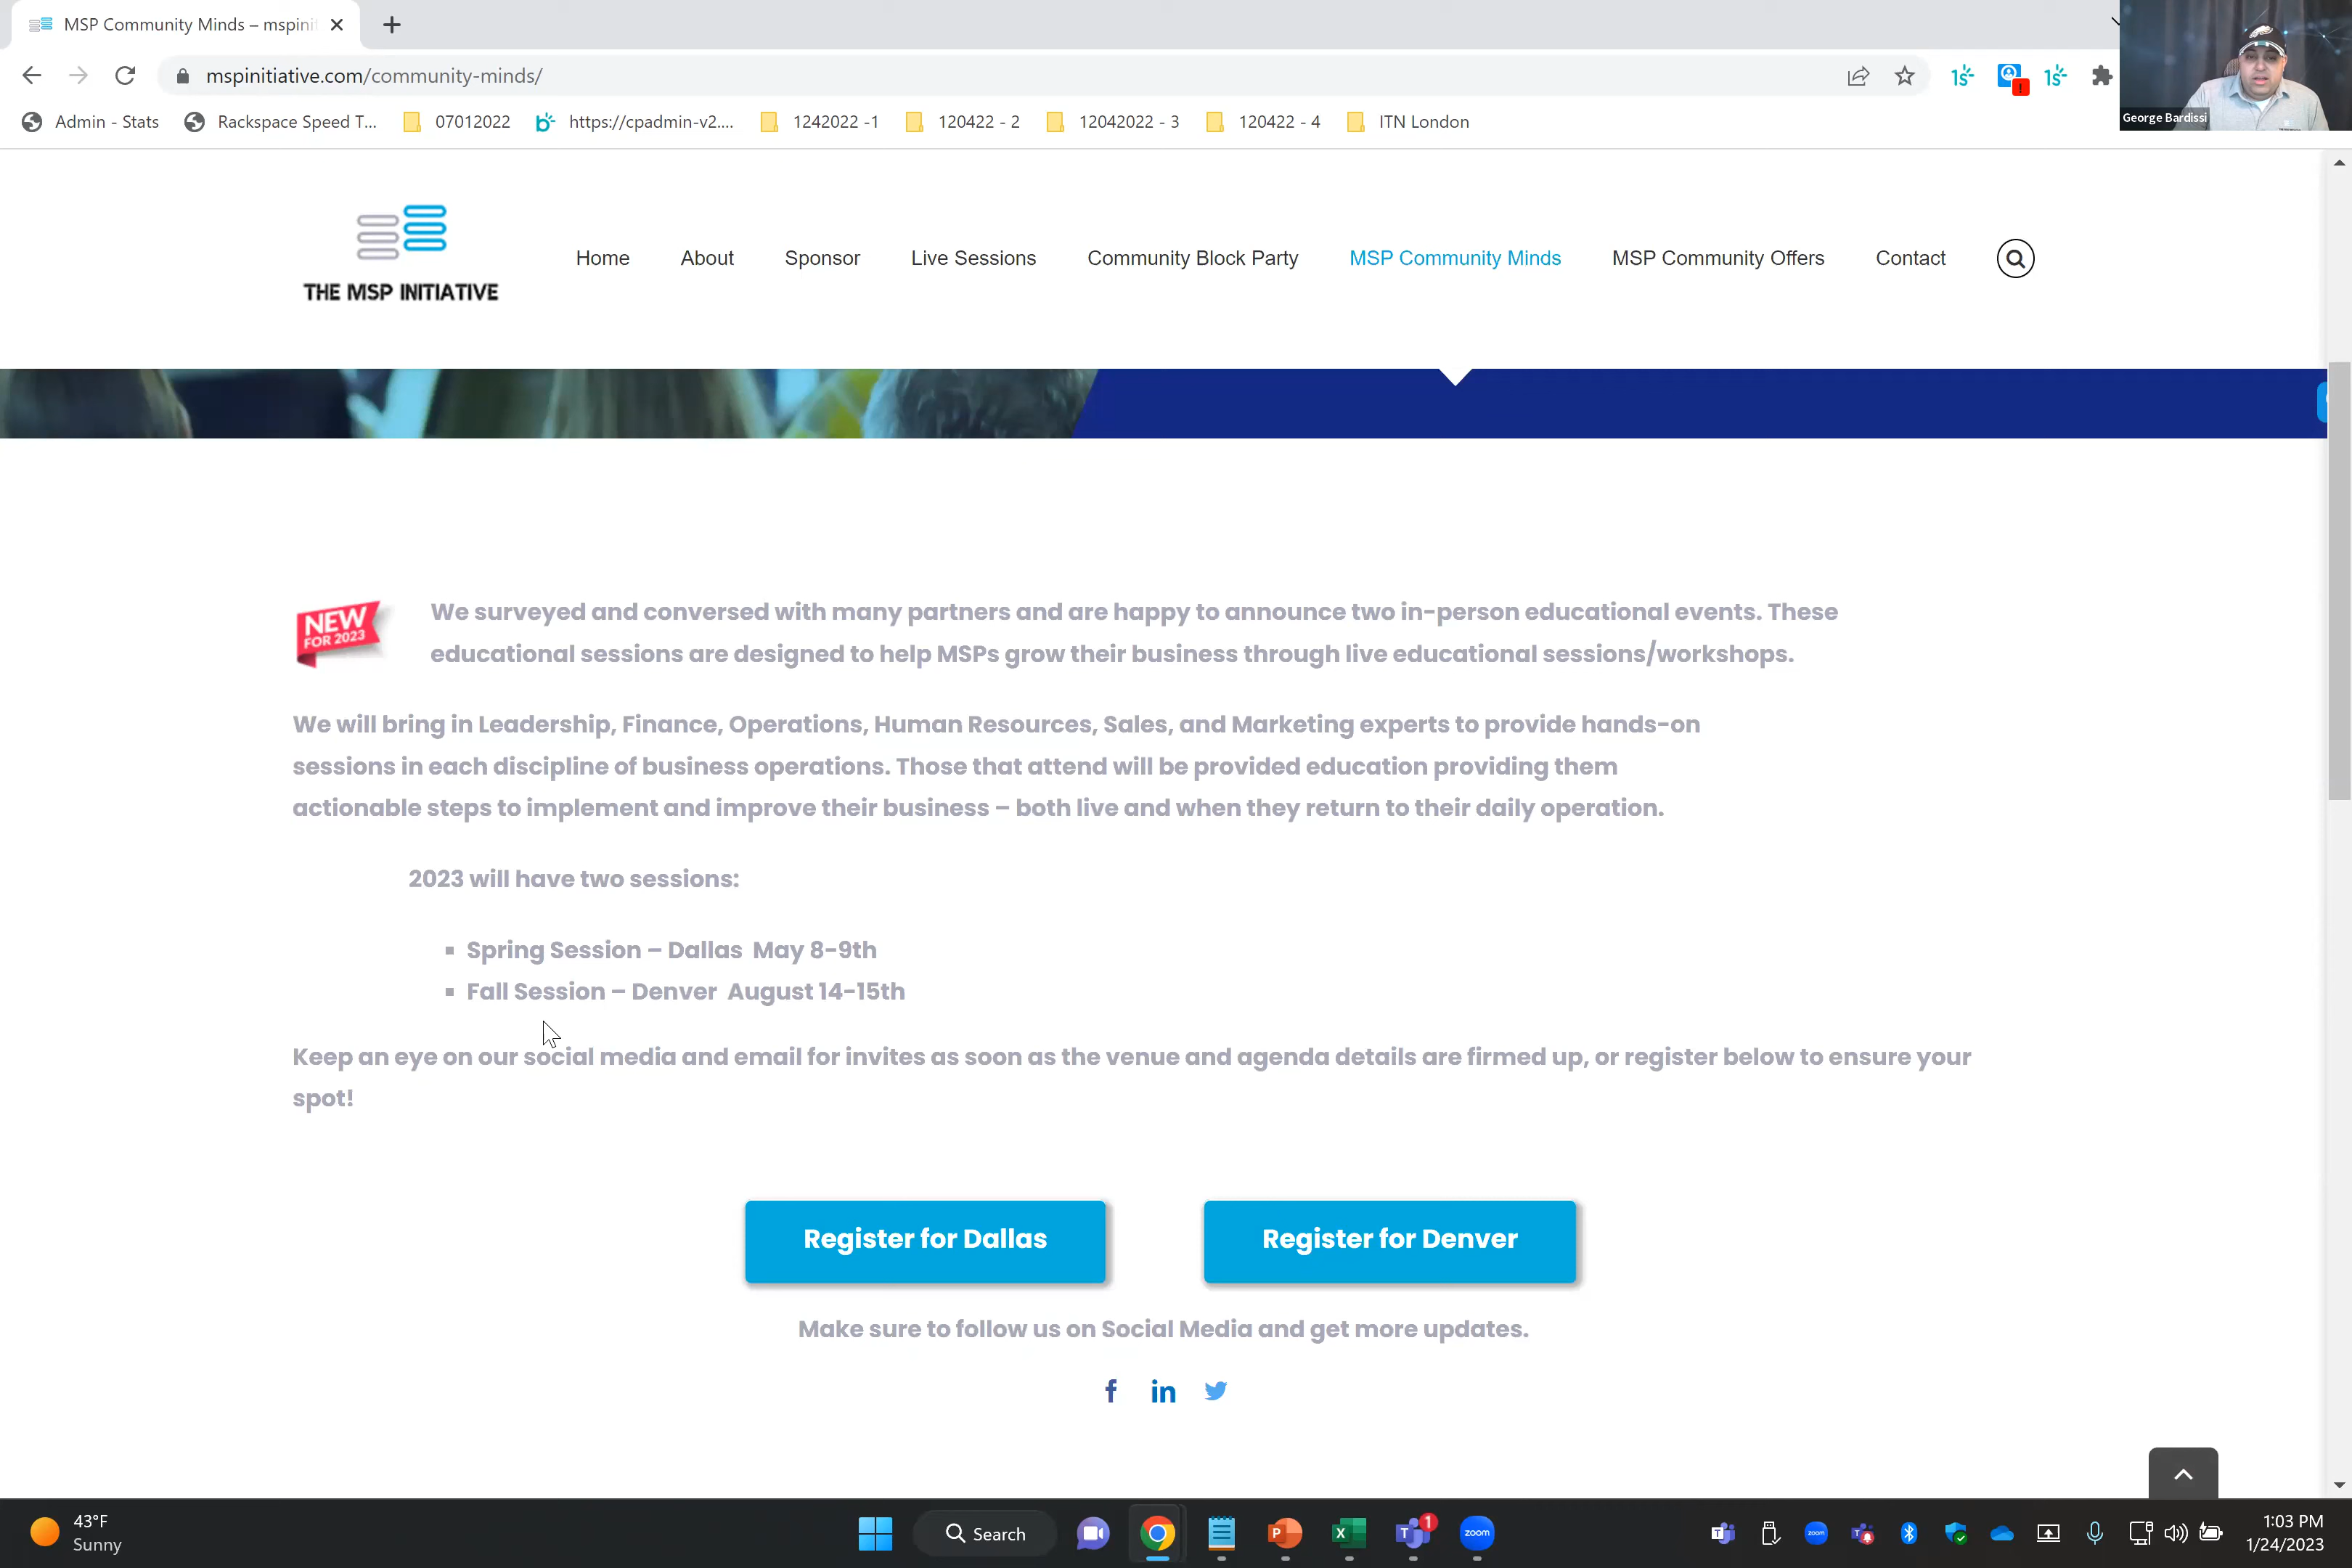 MSP Community Minds – mspini
mspinitiative.com/community-minds/
Admin - Stats
Rackspace Speed T...
07012022
https://cpadmin-v2....
1242022 -1
120422 - 2
12042022 - 3
120422 - 4
ITN London
George Bardissi
THE MSP INITIATIVE
Home
About
Sponsor
Live Sessions
Community Block Party
MSP Community Minds
MSP Community Offers
Contact
NEW
FOR 2023
We surveyed and conversed with many partners and are happy to announce two in-person educational events. These
educational sessions are designed to help MSPs grow their business through live educational sessions/workshops.
We will bring in Leadership, Finance, Operations, Human Resources, Sales, and Marketing experts to provide hands-on
sessions in each discipline of business operations. Those that attend will be provided education providing them
actionable steps to implement and improve their business – both live and when they return to their daily operation.
2023 will have two sessions:
Spring Session – Dallas May 8-9th
Fall Session – Denver August 14-15th
Keep an eye on our social media and email for invites as soon as the venue and agenda details are firmed up, or register below to ensure your
spot!
Register for Dallas
Register for Denver
Make sure to follow us on Social Media and get more updates.
43°F
Sunny
Search
1
zoom
1:03 PM
1/24/2023